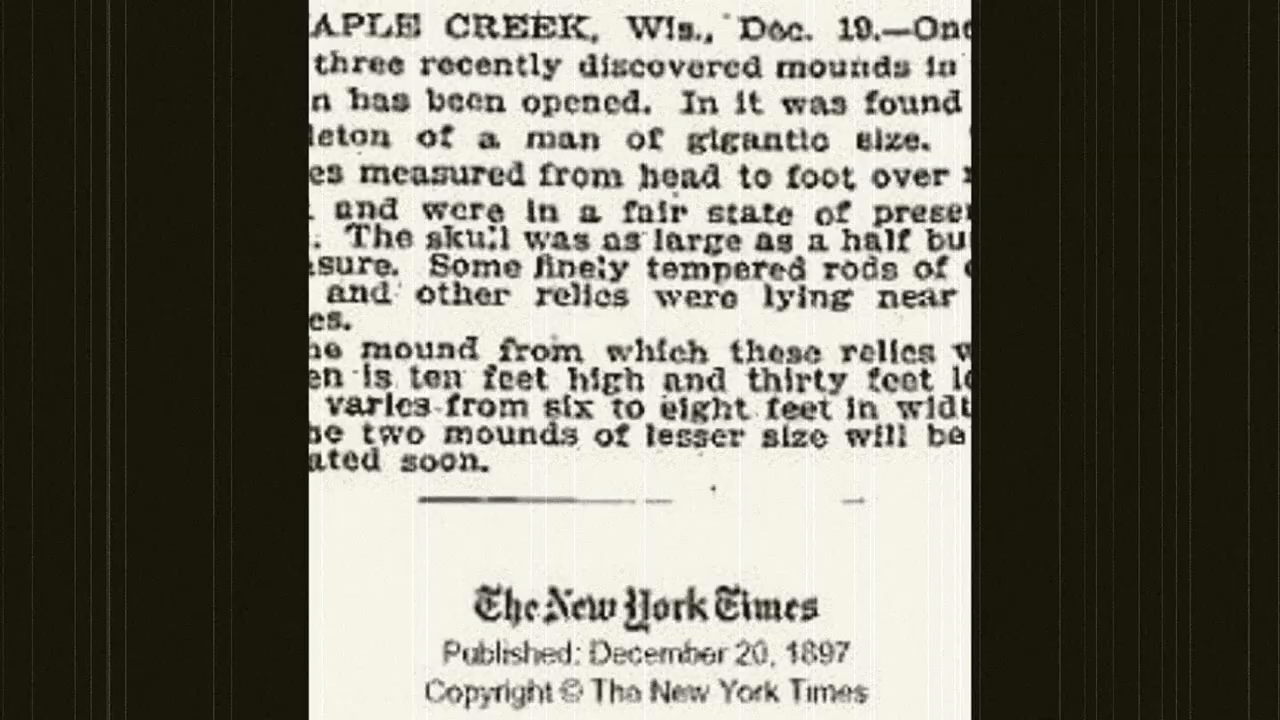 APLE CREEK, Wis., Dec. 19.—One
three recently discovered mounds in
n has been opened. In it was found
leton of a man of gigantic size.
es measured from head to foot over
and were in a fair state of preser
. The skull was as large as a half bu
sure. Some finely tempered rods of
and other relics were lying near
es.
he mound from which these relics w
en is ten feet high and thirty feet lo
varies from six to eight feet in widt
he two mounds of lesser size will be
ated soon.
The New York Times
Published: December 20, 1897
Copyright © The New York Times